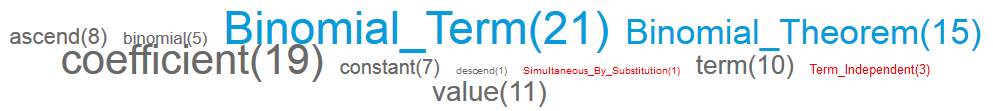 ascend(8) binomial(5) Binomial_Term(21) Binomial_Theorem(15)
coefficient(19) constant(7) descend(1) Simultaneous_By_Substitution(1) term(10) Term_Independent(3)
value(11)